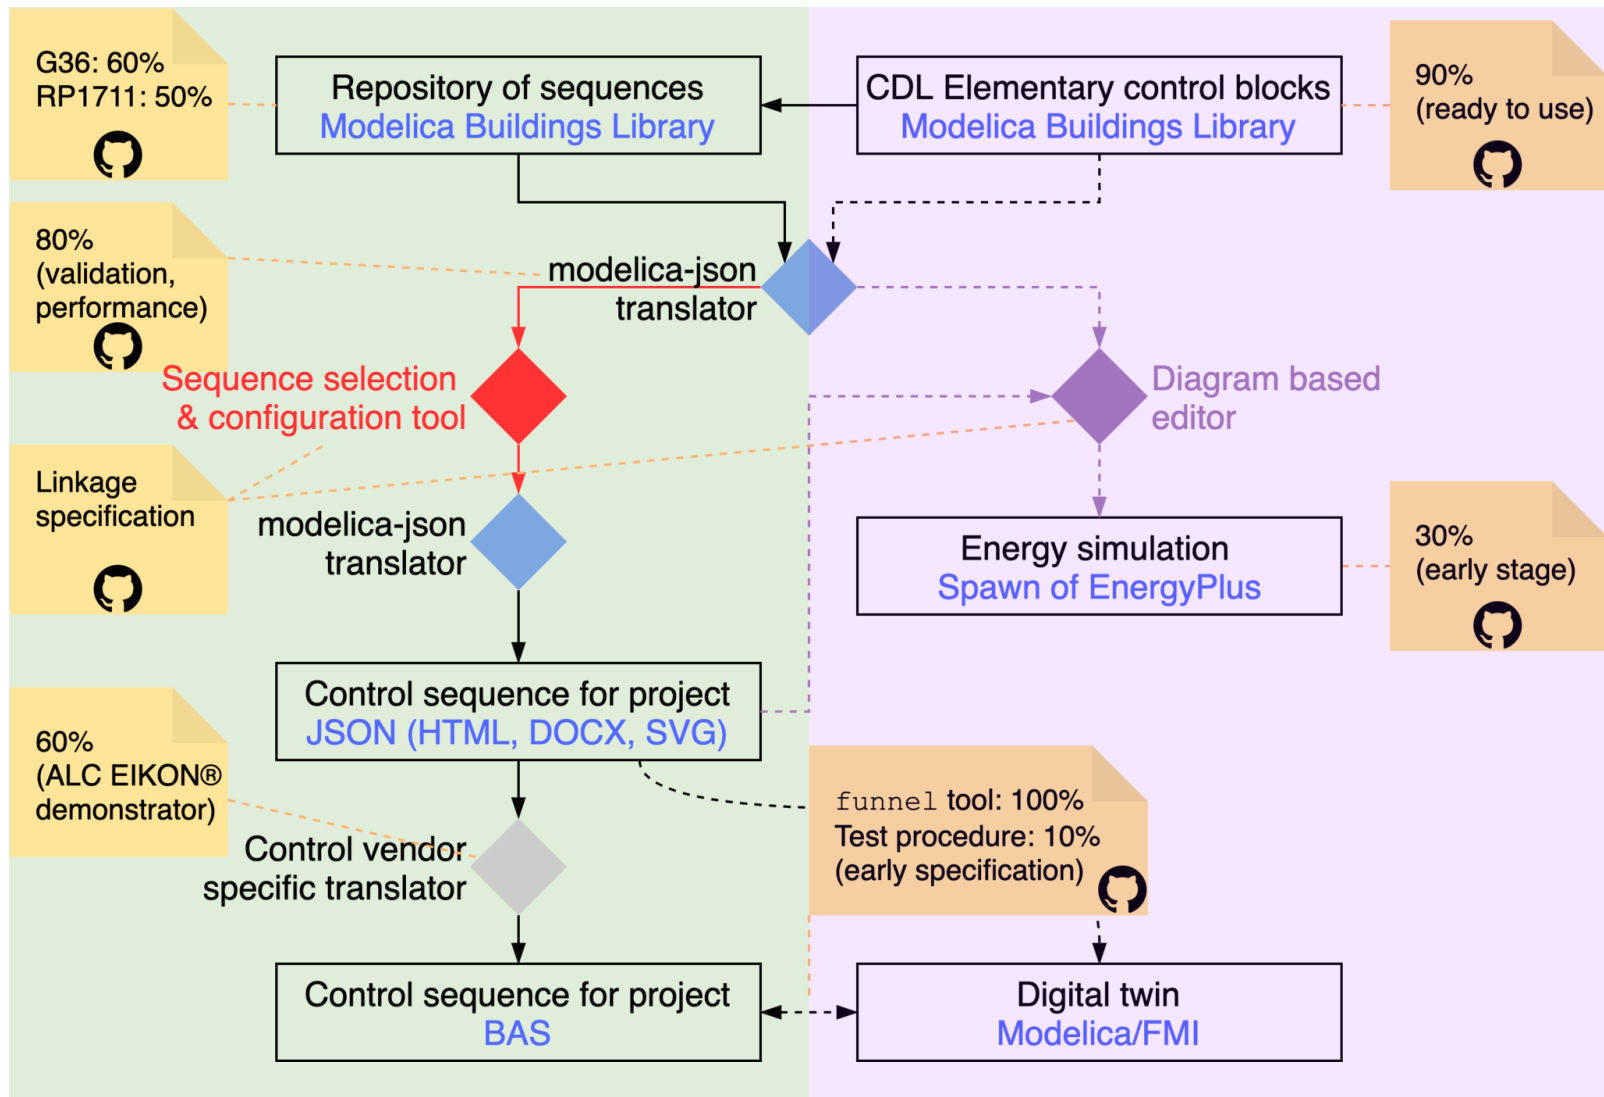 G36: 60%
RP1711: 50%
Repository of sequences
Modelica Buildings Library
CDL Elementary control blocks
Modelica Buildings Library
90%
(ready to use)
80%
(validation,
performance)
modelica-json
translator
Sequence selection
& configuration tool
Diagram based
editor
Linkage
specification
modelica-json
translator
Energy simulation
Spawn of EnergyPlus
30%
(early stage)
Control sequence for project
JSON (HTML, DOCX, SVG)
60%
(ALC EIKON®
demonstrator)
Control vendor
specific translator
funnel tool: 100%
Test procedure: 10%
(early specification)
Control sequence for project
BAS
Digital twin
Modelica/FMI